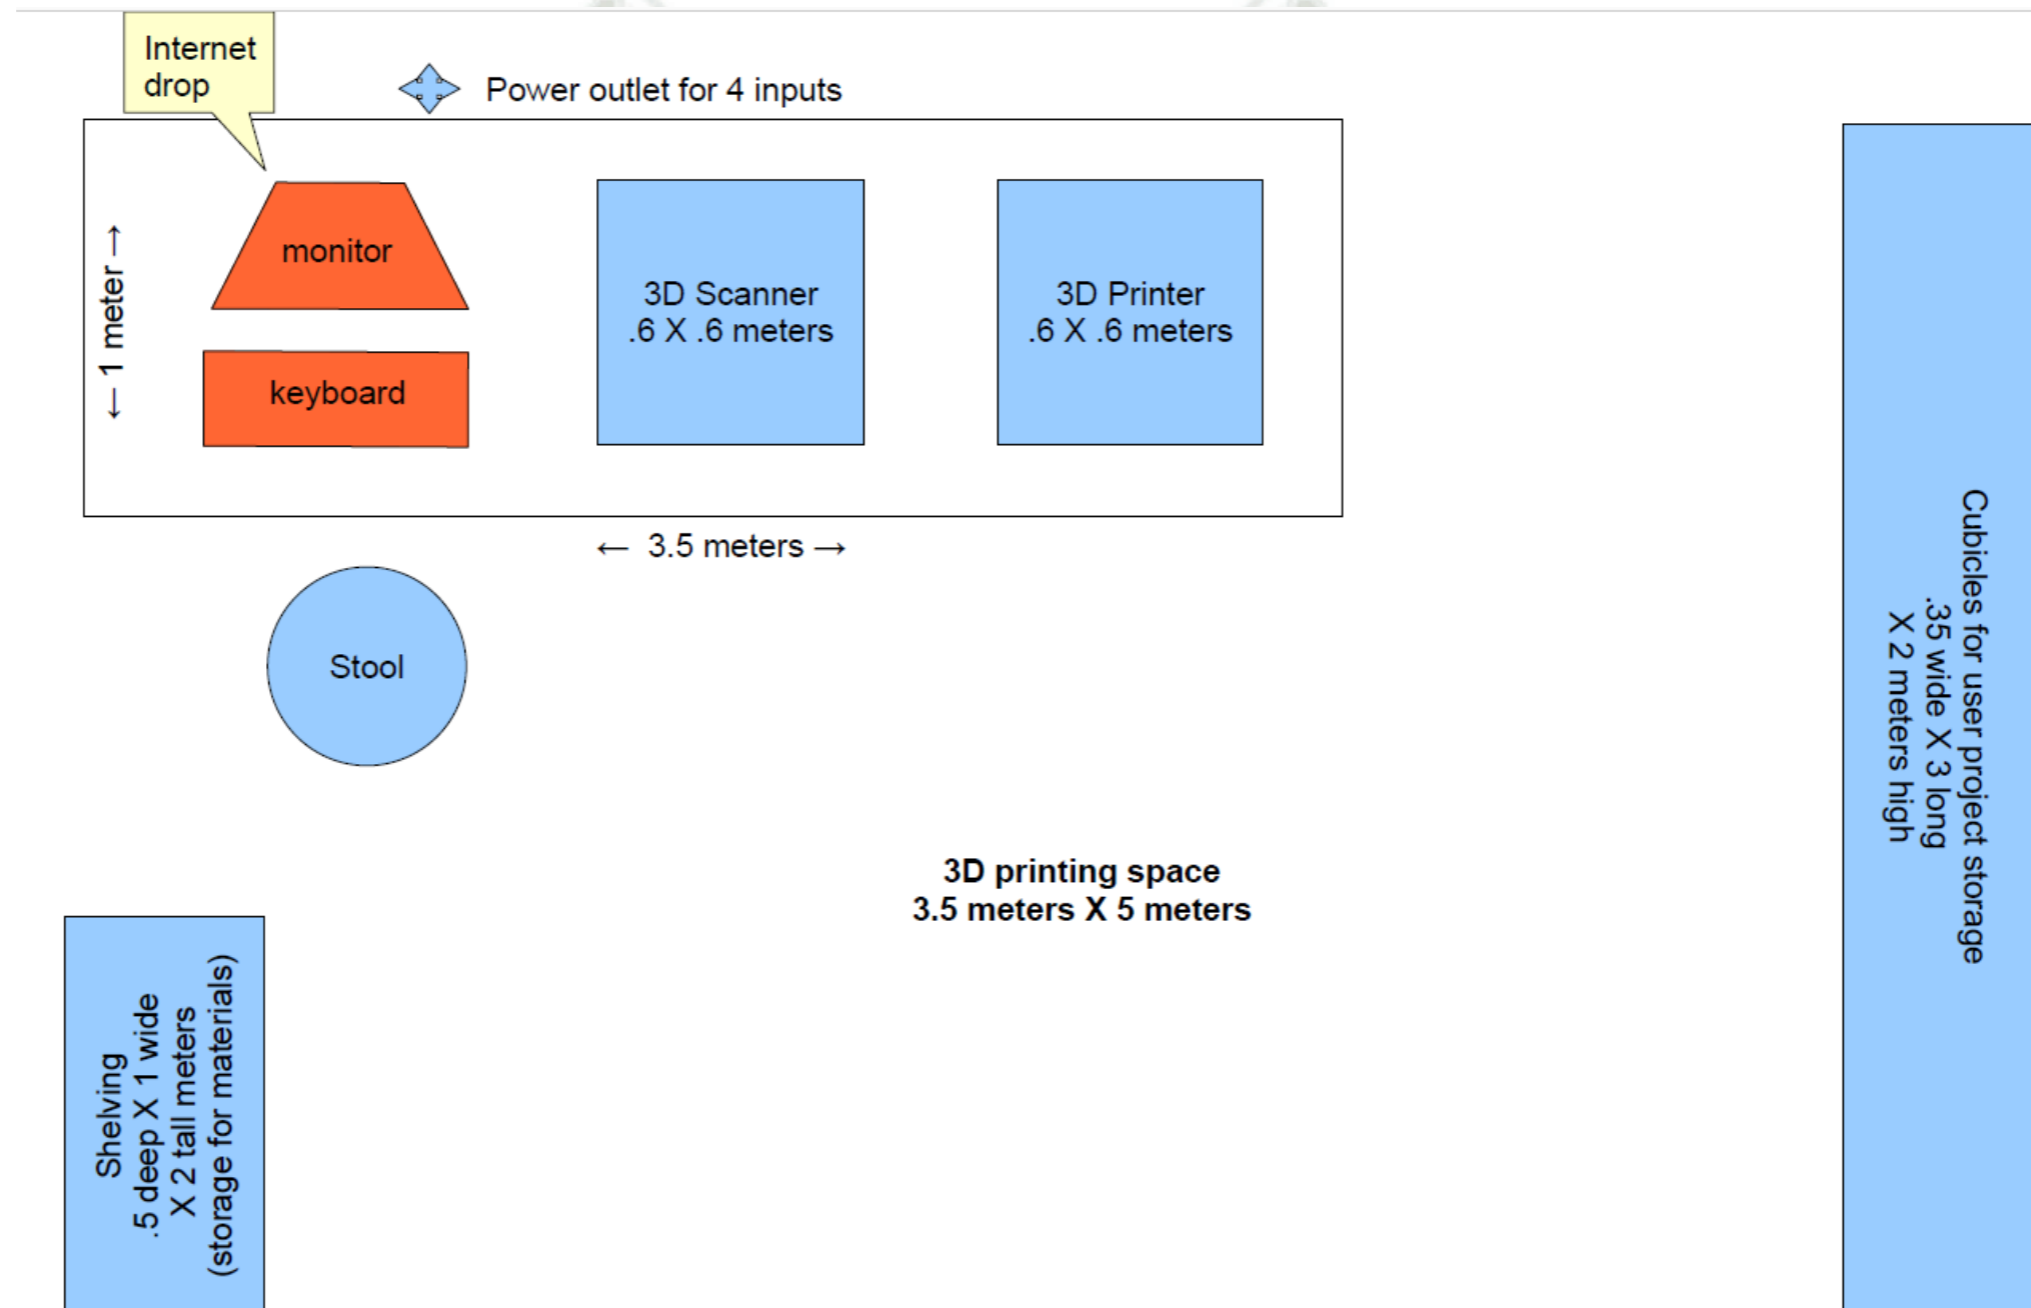 Internet
drop
Power outlet for 4 inputs
← 1 meter →
monitor
keyboard
3D Scanner
.6 X .6 meters
3D Printer
.6 X .6 meters
← 3.5 meters →
Stool
3D printing space
3.5 meters X 5 meters
Shelving
.5 deep X 1 wide
X 2 tall meters
(storage for materials)
Cubicles for user project storage
.35 wide X 3 long
X 2 meters high